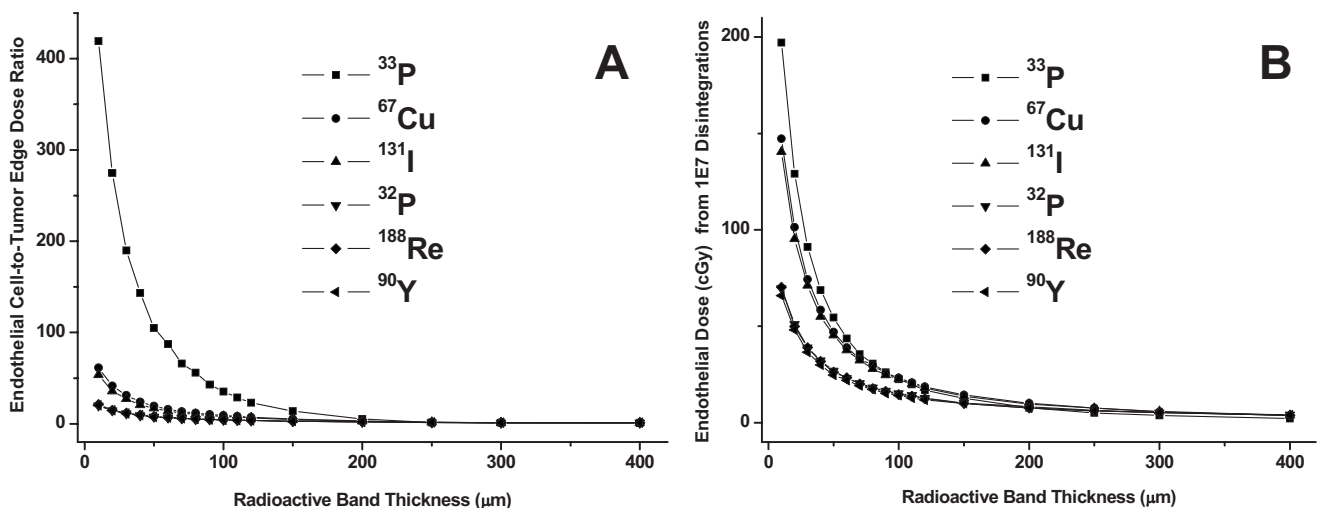 A
Endothelial Cell-to-Tumor Edge Dose Ratio
400
300
200
100
0
³³P
⁶⁷Cu
¹³¹I
³²P
¹⁸⁸Re
⁹⁰Y
0 100 200 300 400
Radioactive Band Thickness (μm)
B
Endothelial Dose (cGy) from 1E7 Disintegrations
200
100
0
³³P
⁶⁷Cu
¹³¹I
³²P
¹⁸⁸Re
⁹⁰Y
0 100 200 300 400
Radioactive Band Thickness (μm)